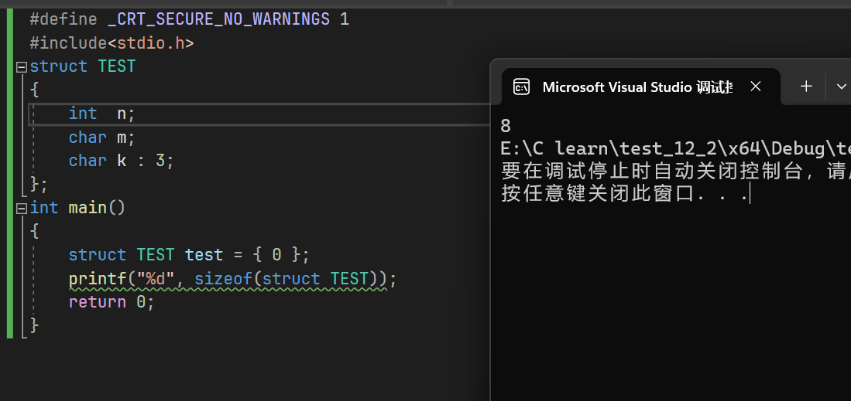 #define _CRT_SECURE_NO_WARNINGS 1
#include<stdio.h>
struct TEST
{
int  n;
char m;
char k : 3;
};
int main()
{
struct TEST test = { 0 };
printf("%d", sizeof(struct TEST));
return 0;
}
Microsoft Visual Studio 调试
8
E:\C learn\test_12_2\x64\Debug\te
要在调试停止时自动关闭控制台，请
按任意键关闭此窗口. . .